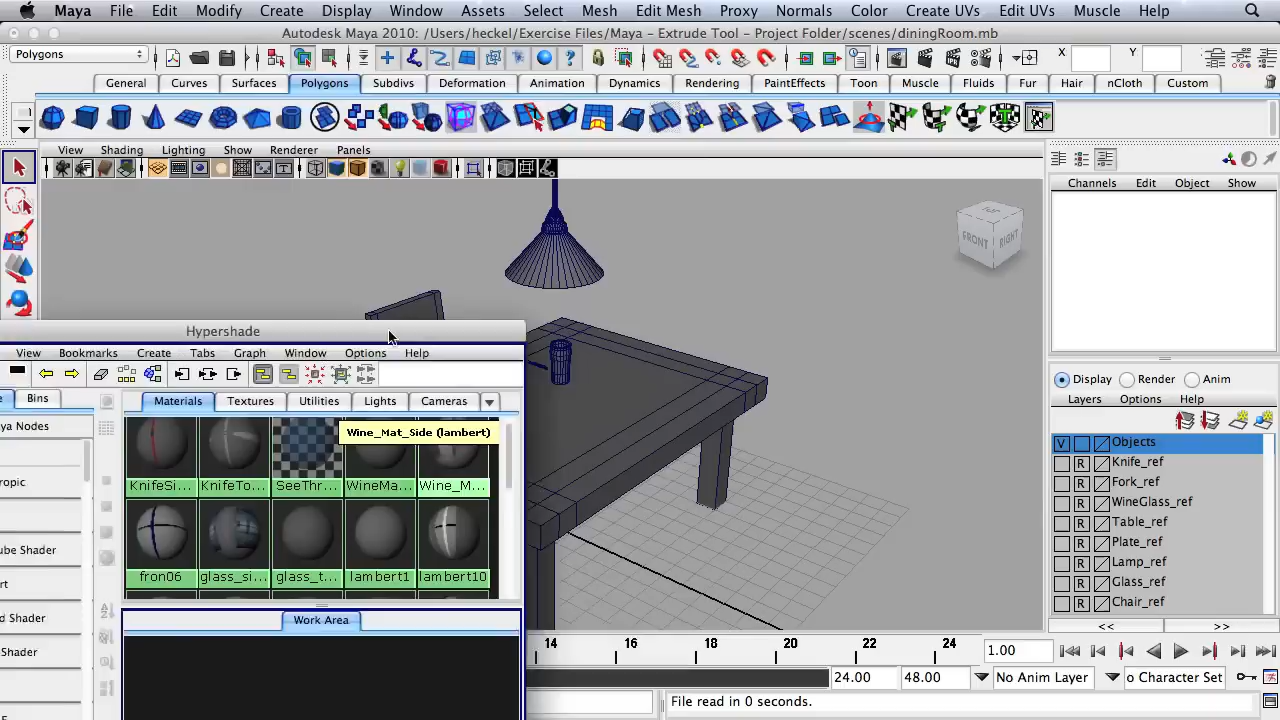 Maya File Edit Modify Create Display Window Assets Select Mesh Edit Mesh Proxy Normals Color Create UVs Edit UVs Muscle Help
Autodesk Maya 2010: /Users/heckel/Exercise Files/Maya - Extrude Tool - Project Folder/scenes/diningRoom.mb
Polygons X Y
General Curves Surfaces Polygons Subdivs Deformation Animation Dynamics Rendering PaintEffects Toon Muscle Fluids Fur Hair nCloth Custom
View Shading Lighting Show Renderer Panels
Channels Edit Object Show
FRONT RIGHT
Hypershade
View Bookmarks Create Tabs Graph Window Options Help
Display Render Anim
Layers Options Help
Bins Materials Textures Utilities Lights Cameras
aya Nodes
Wine_Mat_Side (lambert)
KnifeSi... KnifeTo... SeeThr... WineMa... Wine_M...
ropic
ube Shader
fron06 glass_si... glass_t... lambert1 lambert10
rt
d Shader
Shader
Work Area
V Objects
R Knife_ref
R Fork_ref
R WineGlass_ref
R Table_ref
R Plate_ref
R Lamp_ref
R Glass_ref
R Chair_ref
<< >>
14 16 18 20 22 24 1.00
24.00 48.00 No Anim Layer o Character Set
File read in 0 seconds.